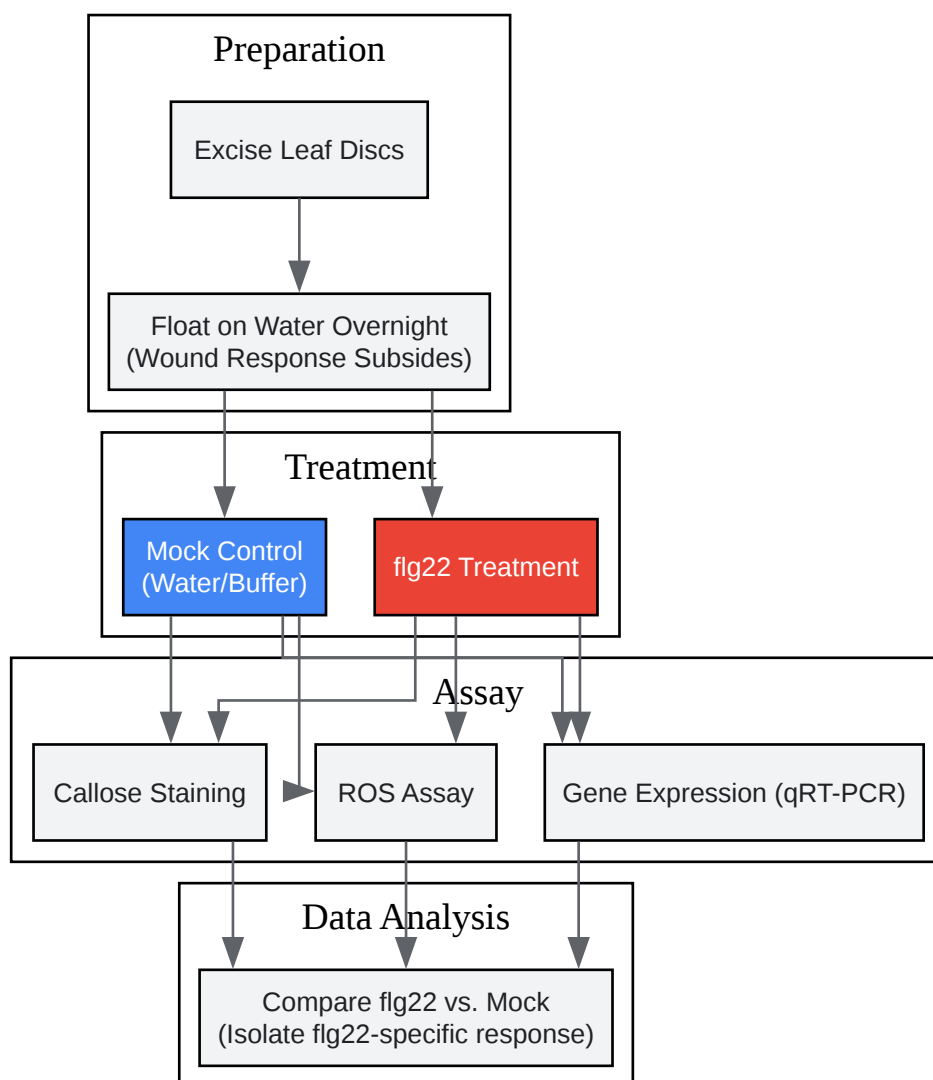 Preparation
Excise Leaf Discs
Float on Water Overnight
(Wound Response Subsides)
Treatment
Mock Control
(Water/Buffer)
flg22 Treatment
Assay
Callose Staining
ROS Assay
Gene Expression (qRT-PCR)
Data Analysis
Compare flg22 vs. Mock
(Isolate flg22-specific response)